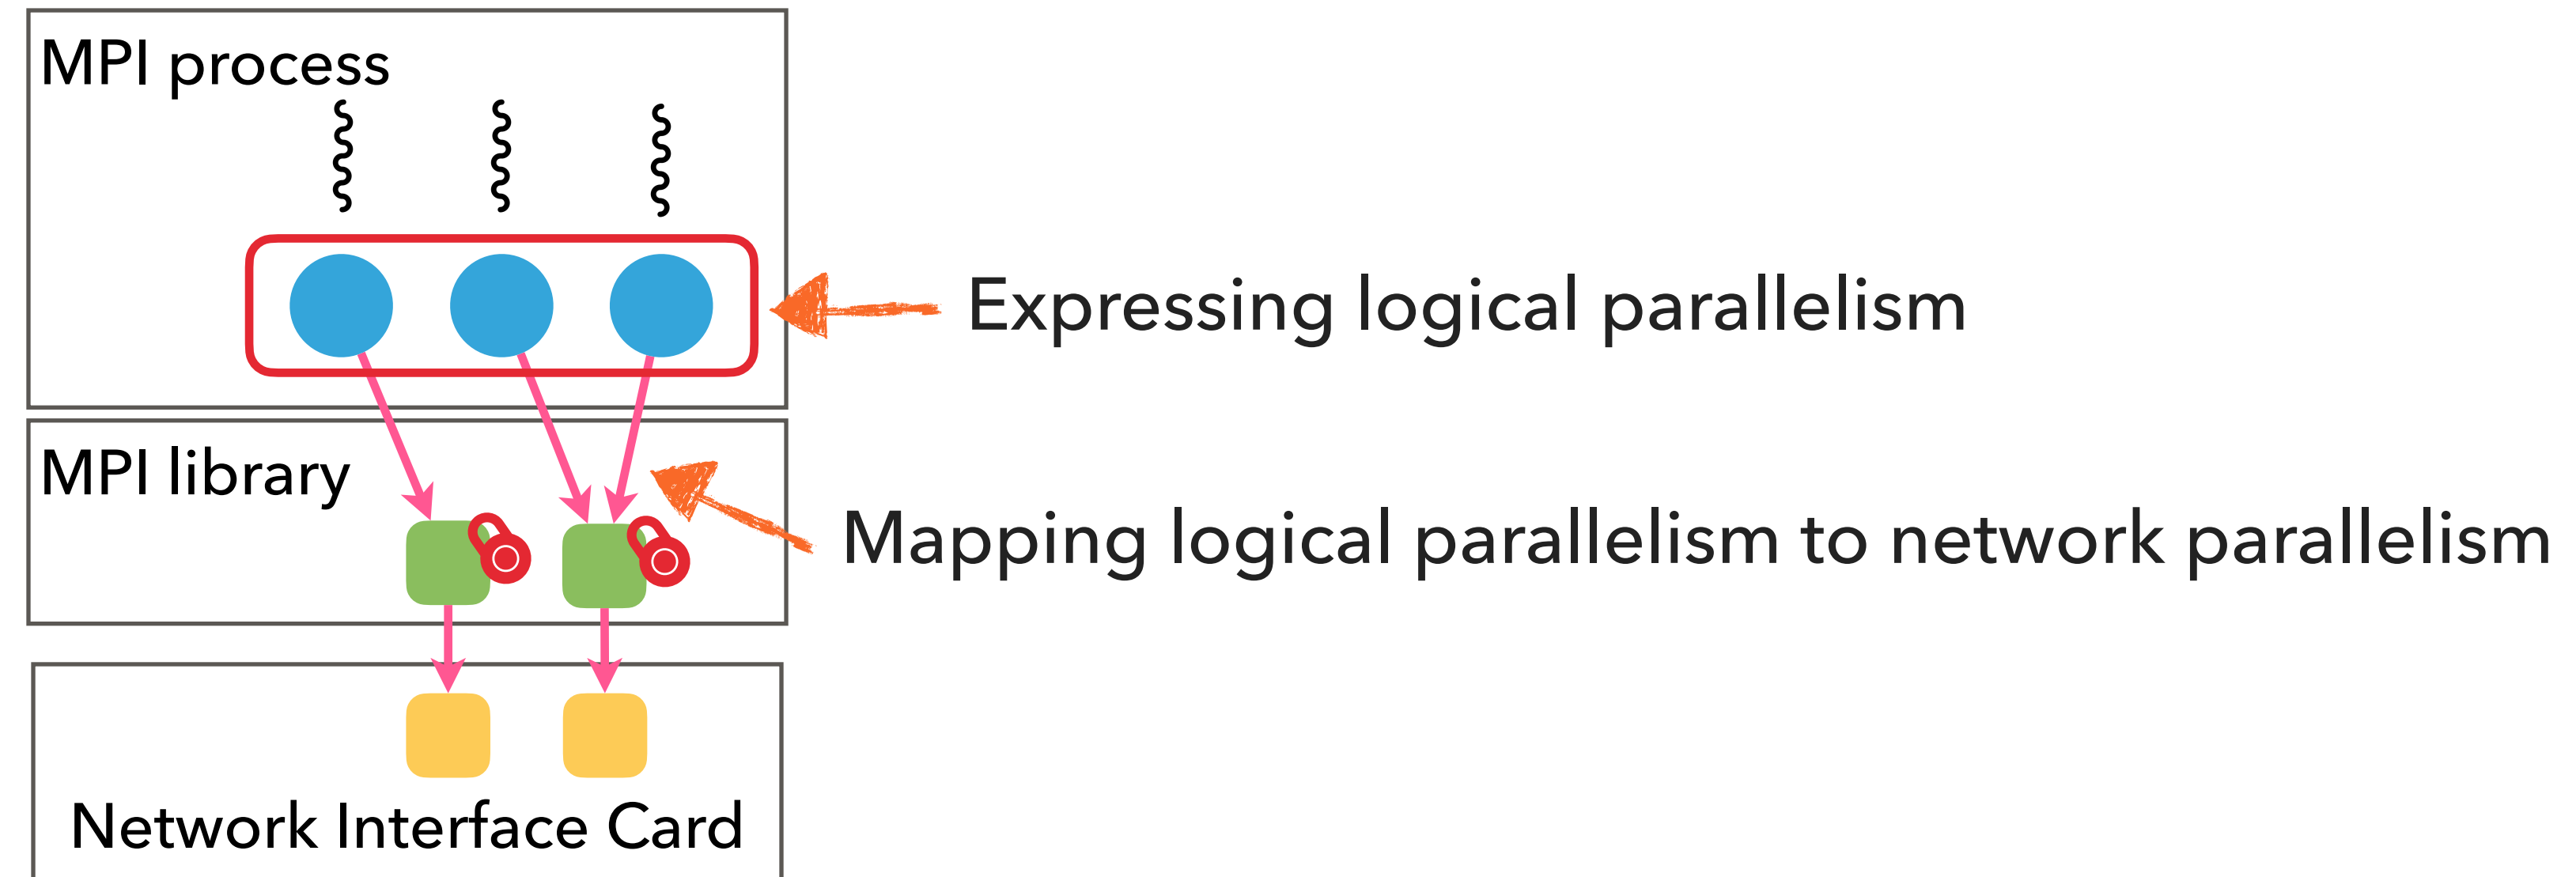 MPI process
Expressing logical parallelism
MPI library
Mapping logical parallelism to network parallelism
Network Interface Card